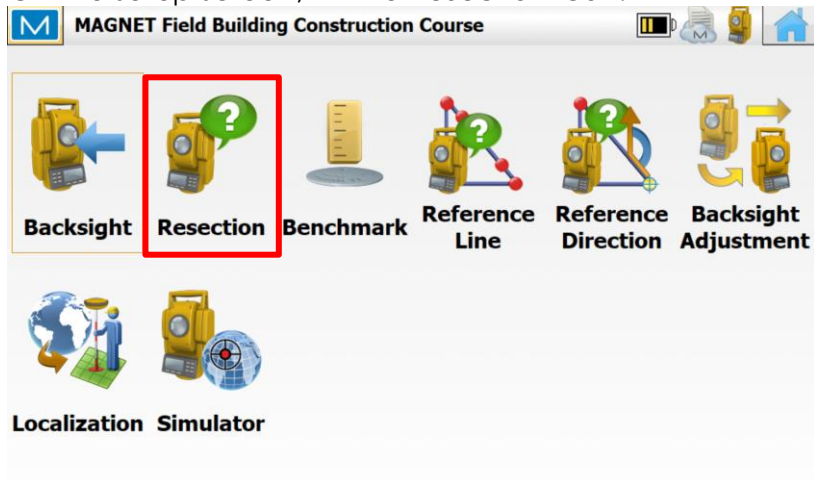 MAGNET Field Building Construction Course
Backsight Resection Benchmark Reference Line Reference Direction Backsight Adjustment
Localization Simulator